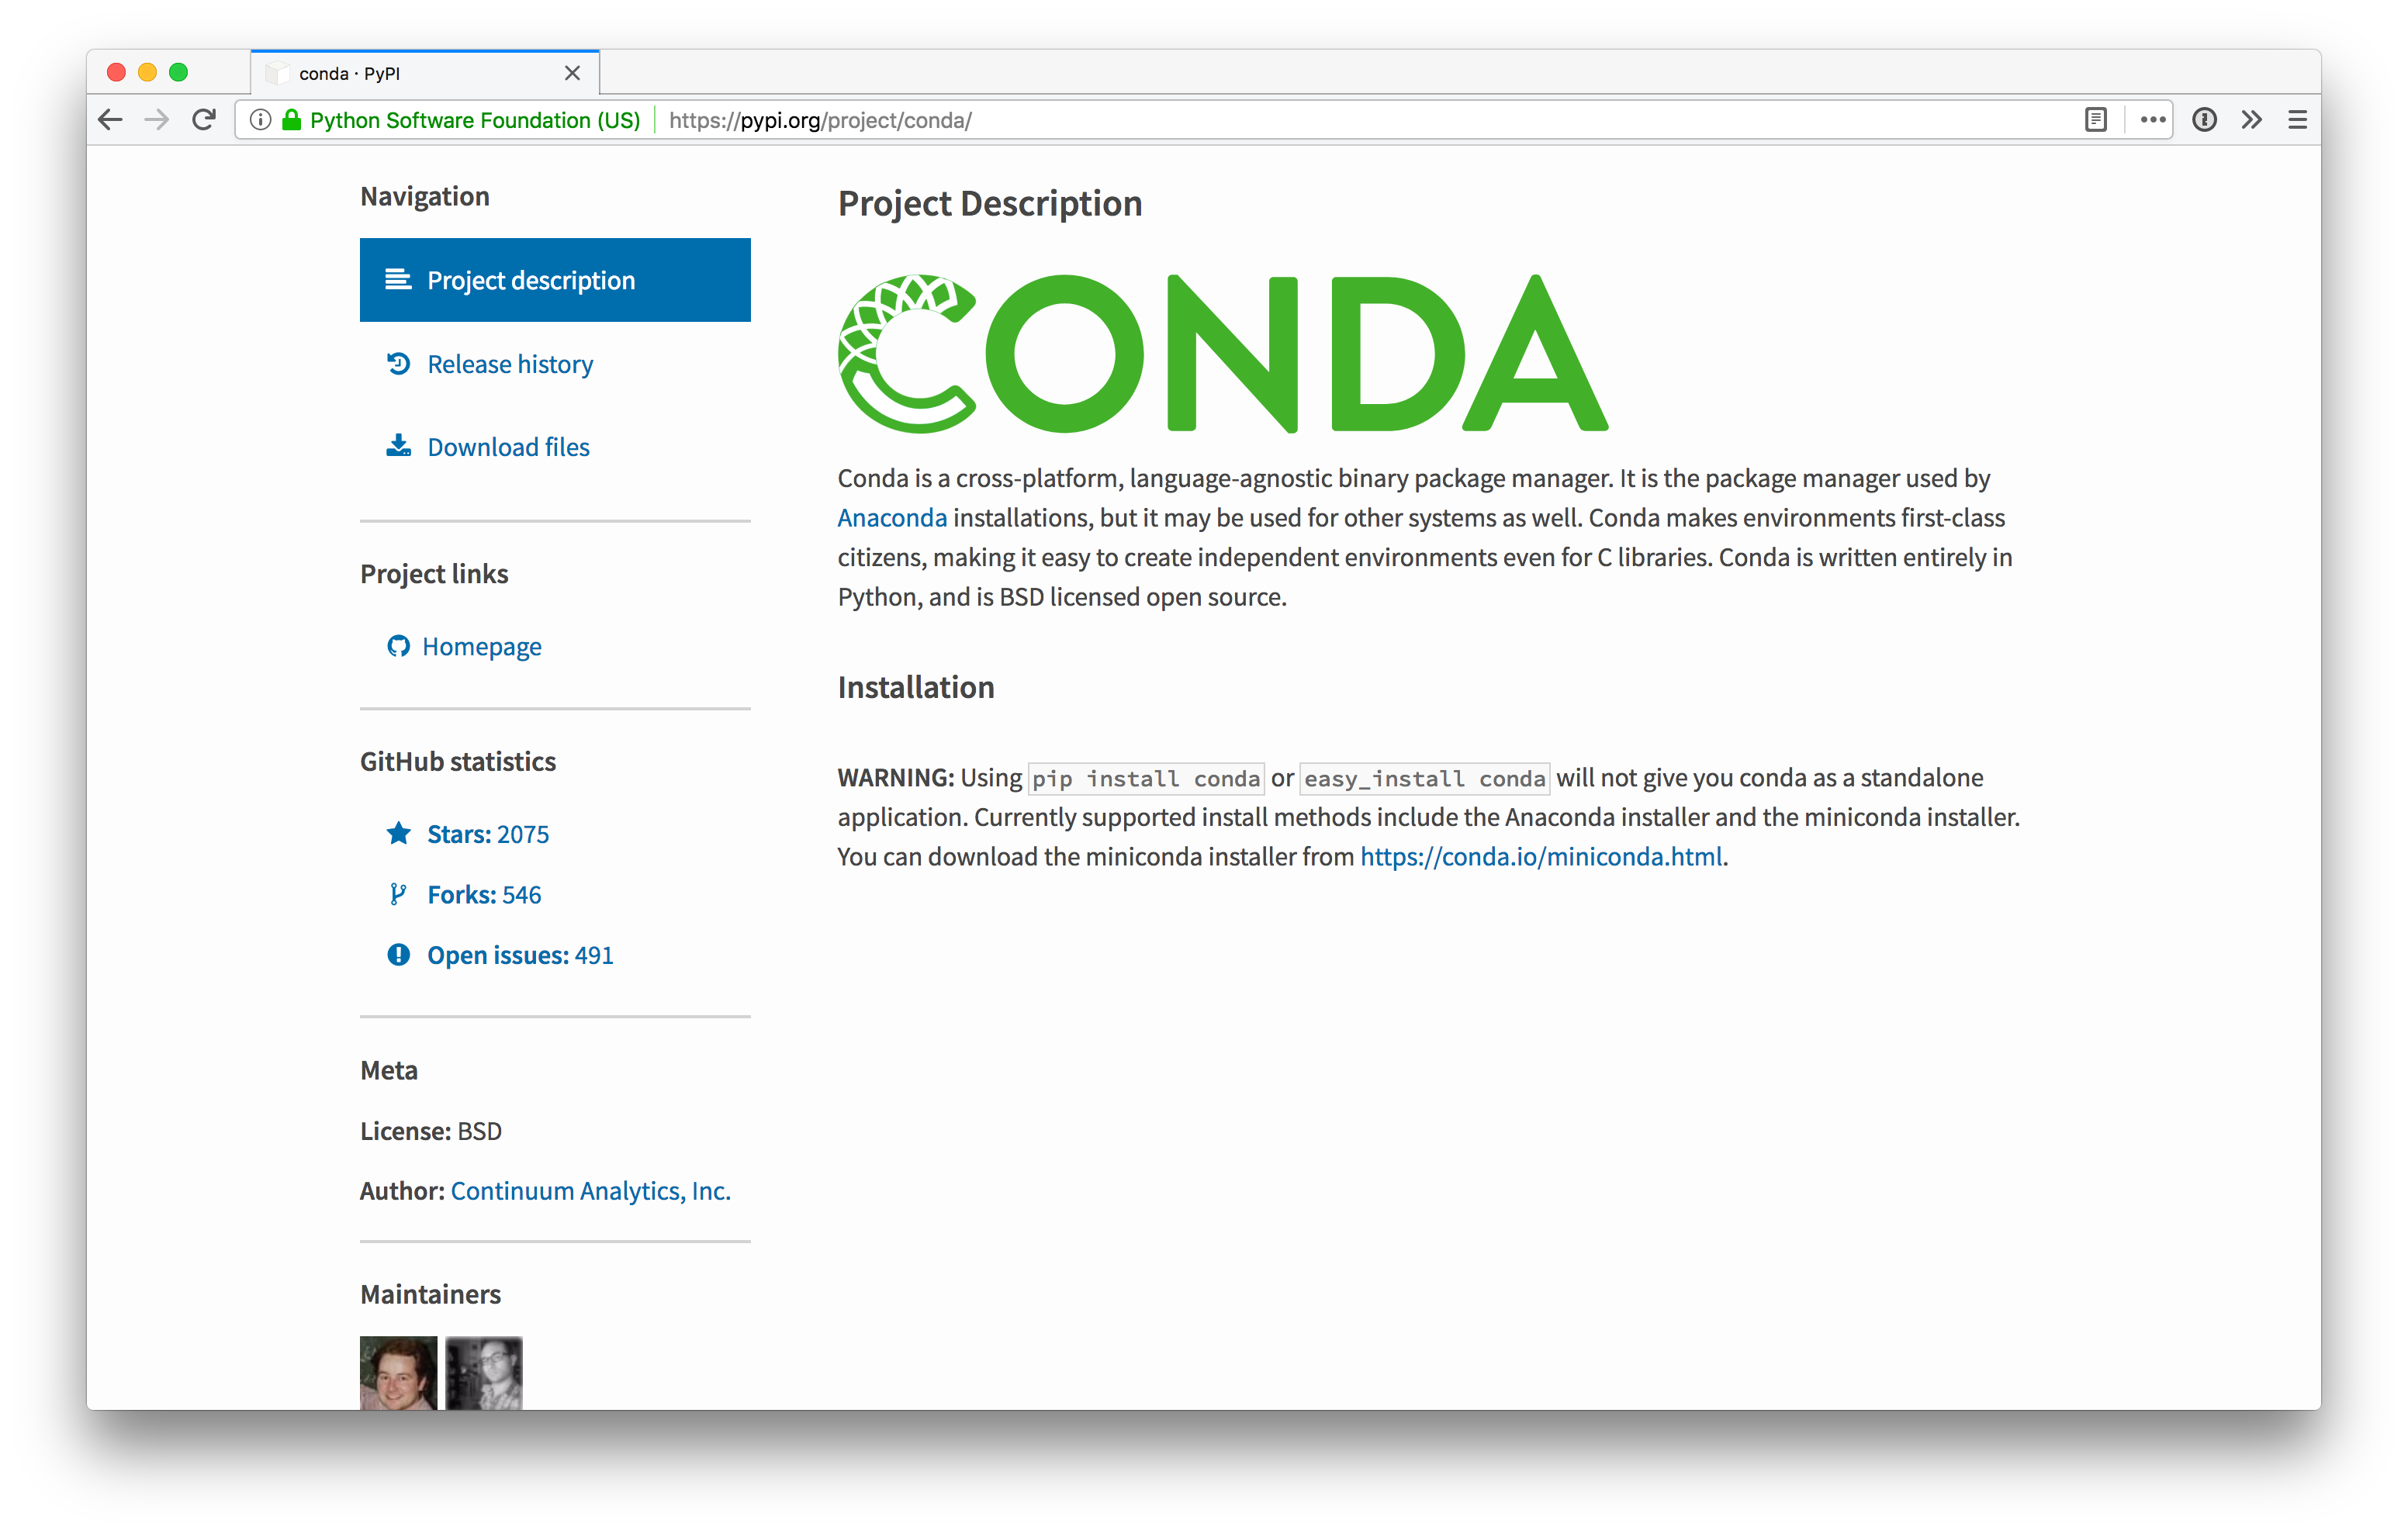 conda · PyPI
Python Software Foundation (US)
https://pypi.org/project/conda/
Navigation
Project description
Release history
Download files
Project links
Homepage
GitHub statistics
Stars: 2075
Forks: 546
Open issues: 491
Meta
License: BSD
Author: Continuum Analytics, Inc.
Maintainers
Project Description
CONDA
Conda is a cross-platform, language-agnostic binary package manager. It is the package manager used by
Anaconda installations, but it may be used for other systems as well. Conda makes environments first-class
citizens, making it easy to create independent environments even for C libraries. Conda is written entirely in
Python, and is BSD licensed open source.
Installation
WARNING: Using pip install conda or easy_install conda will not give you conda as a standalone
application. Currently supported install methods include the Anaconda installer and the miniconda installer.
You can download the miniconda installer from https://conda.io/miniconda.html.